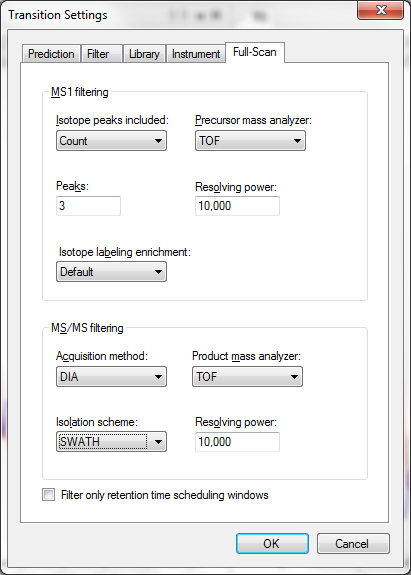 Transition Settings
Prediction Filter Library Instrument Full-Scan
MS1 filtering
Isotope peaks included: Precursor mass analyzer:
Count TOF
Peaks: Resolving power:
3 10,000
Isotope labeling enrichment:
Default
MS/MS filtering
Acquisition method: Product mass analyzer:
DIA TOF
Isolation scheme: Resolving power:
SWATH 10,000
Filter only retention time scheduling windows
OK Cancel